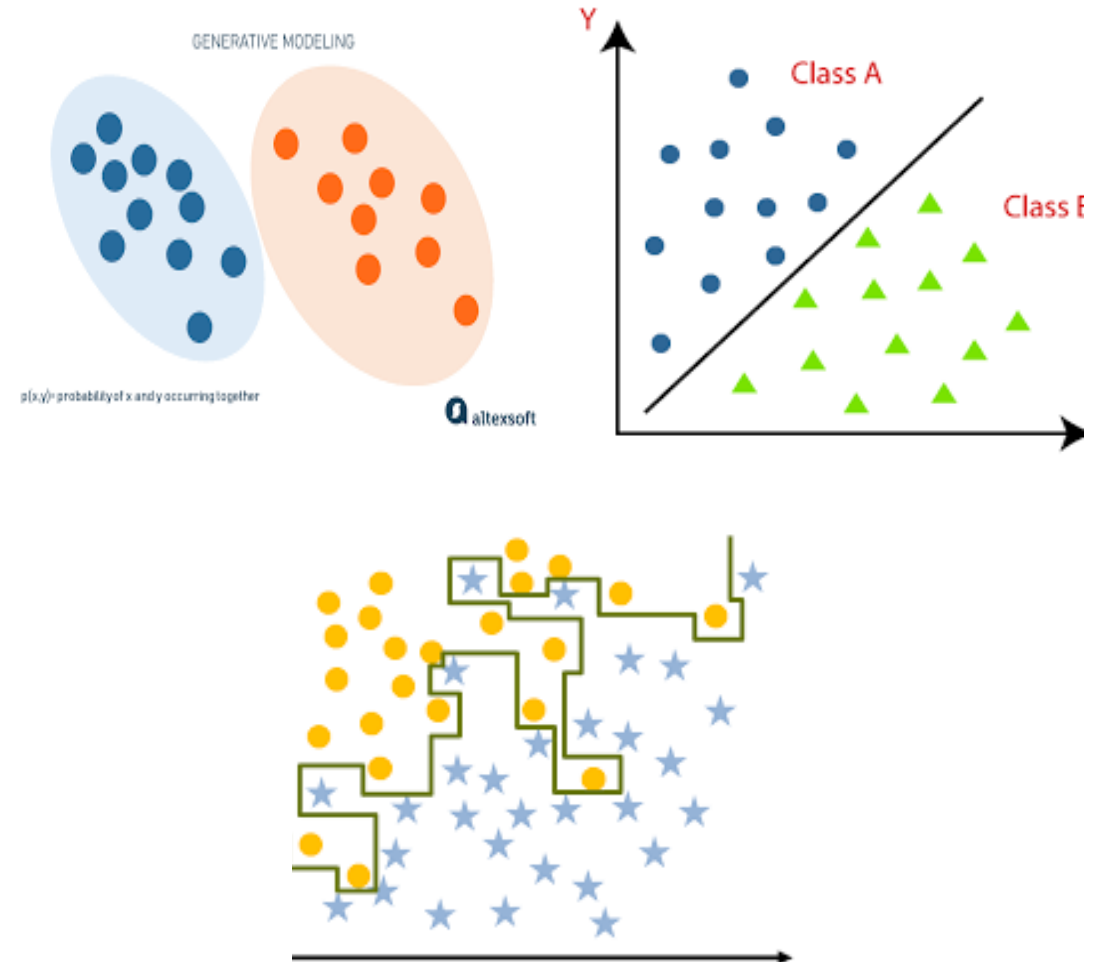 GENERATIVE MODELING
p(x,y)= probability of x and y occurring together
altexsoft
Y
Class A
Class